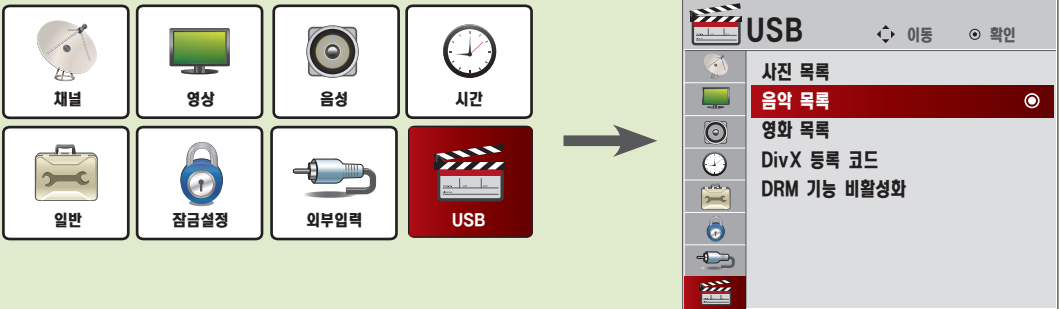 채널 영상 음성 시간
일반 잠금설정 외부입력 USB
USB 이동 확인
사진 목록
음악 목록
영화 목록
DivX 등록 코드
DRM 기능 비활성화